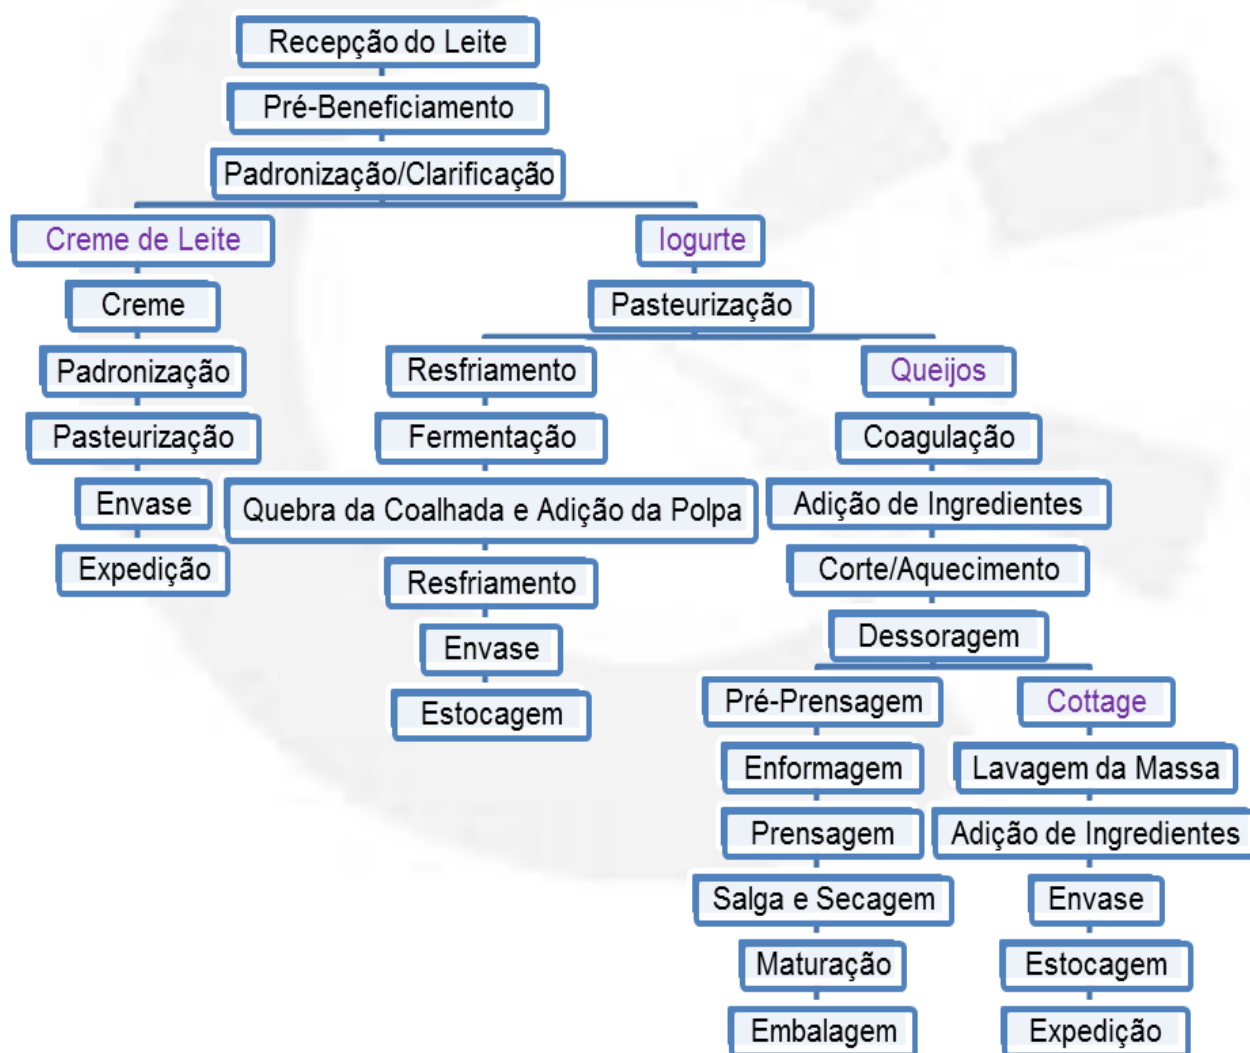 Recepção do Leite
Pré-Beneficiamento
Padronização/Clarificação
Creme de Leite
Creme
Padronização
Pasteurização
Envase
Expedição
Iogurte
Pasteurização
Resfriamento
Fermentação
Quebra da Coalhada e Adição da Polpa
Resfriamento
Envase
Estocagem
Queijos
Coagulação
Adição de Ingredientes
Corte/Aquecimento
Dessoragem
Pré-Prensagem
Enformagem
Prensagem
Salga e Secagem
Maturação
Embalagem
Cottage
Lavagem da Massa
Adição de Ingredientes
Envase
Estocagem
Expedição